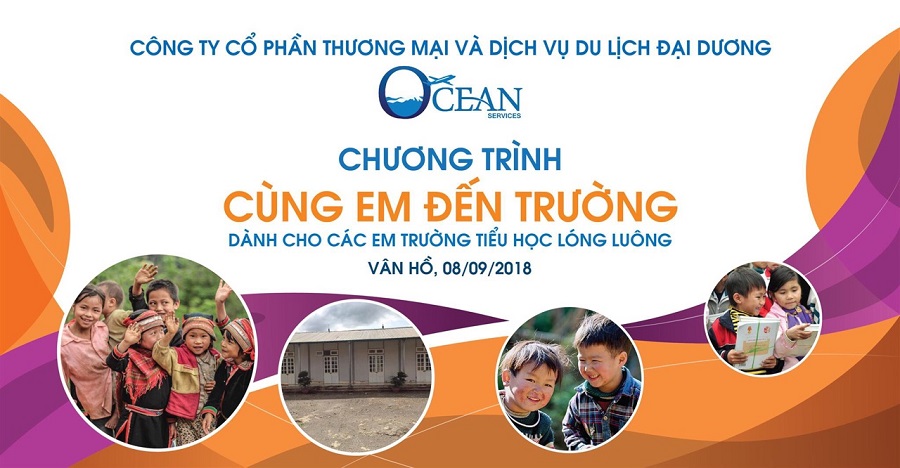 CÔNG TY CỔ PHẦN THƯƠNG MẠI VÀ DỊCH VỤ DU LỊCH ĐẠI DƯƠNG
OCEAN
SERVICES
CHƯƠNG TRÌNH
CÙNG EM ĐẾN TRƯỜNG
DÀNH CHO CÁC EM TRƯỜNG TIỂU HỌC LÓNG LUÔNG
VÂN HỒ, 08/09/2018